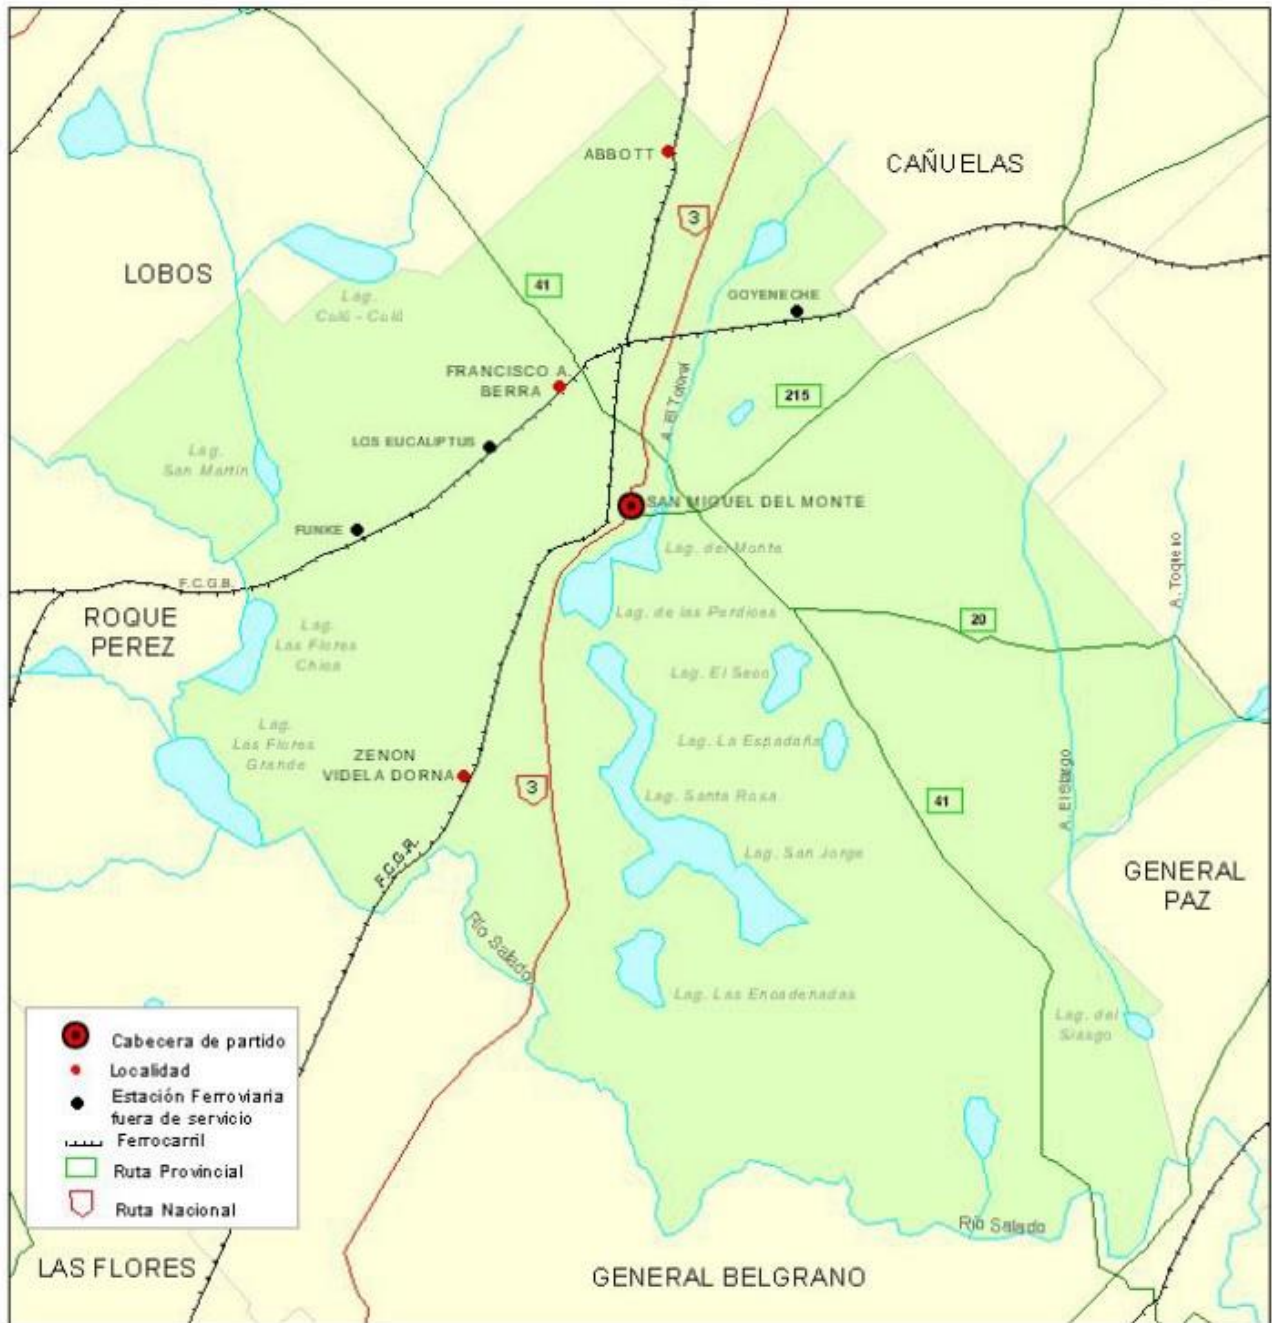 ABBOTT
CAÑUELAS
3
LOBOS
41
GOYENECHE
Lag.
Culú - Culú
FRANCISCO A.
BERRA
215
A. El Totoral
LOS EUCALIPTUS
Lag.
San Martín
SAN MIGUEL DEL MONTE
FUNKE
Lag. del Monte
F.C.G.B.
A. Toquero
ROQUE
PEREZ
Lag. de las Perdices
20
Lag.
Las Flores
Chica
Lag. El Seco
Lag.
Las Flores
Grande
Lag. La Espadaña
ZENON
VIDELA DORNA
3
Lag. Santa Rosa
41
A. El Siasgo
F.C.G.R.
Lag. San Jorge
GENERAL
PAZ
Río Salado
Lag. Las Encadenadas
Lag. del
Siasgo
Cabecera de partido
Localidad
Estación Ferroviaria
fuera de servicio
Ferrocarril
Ruta Provincial
Ruta Nacional
Río Salado
LAS FLORES
GENERAL BELGRANO